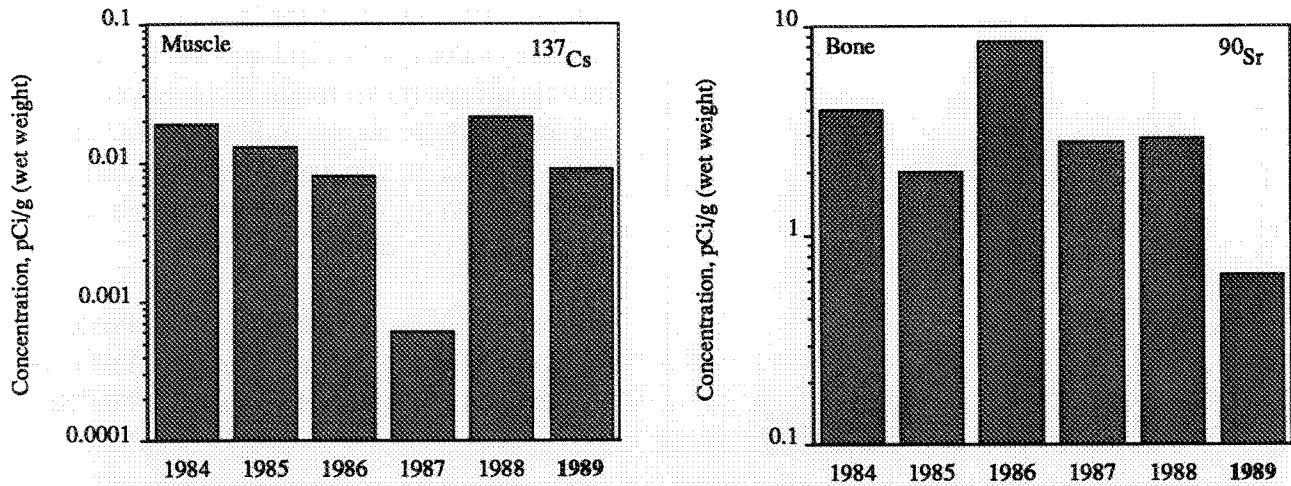 Concentration, pCi/g (wet weight)
0.1
0.01
0.001
0.0001
Muscle
137Cs
1984 1985 1986 1987 1988 1989
Concentration, pCi/g (wet weight)
10
1
0.1
Bone
90Sr
1984 1985 1986 1987 1988 1989